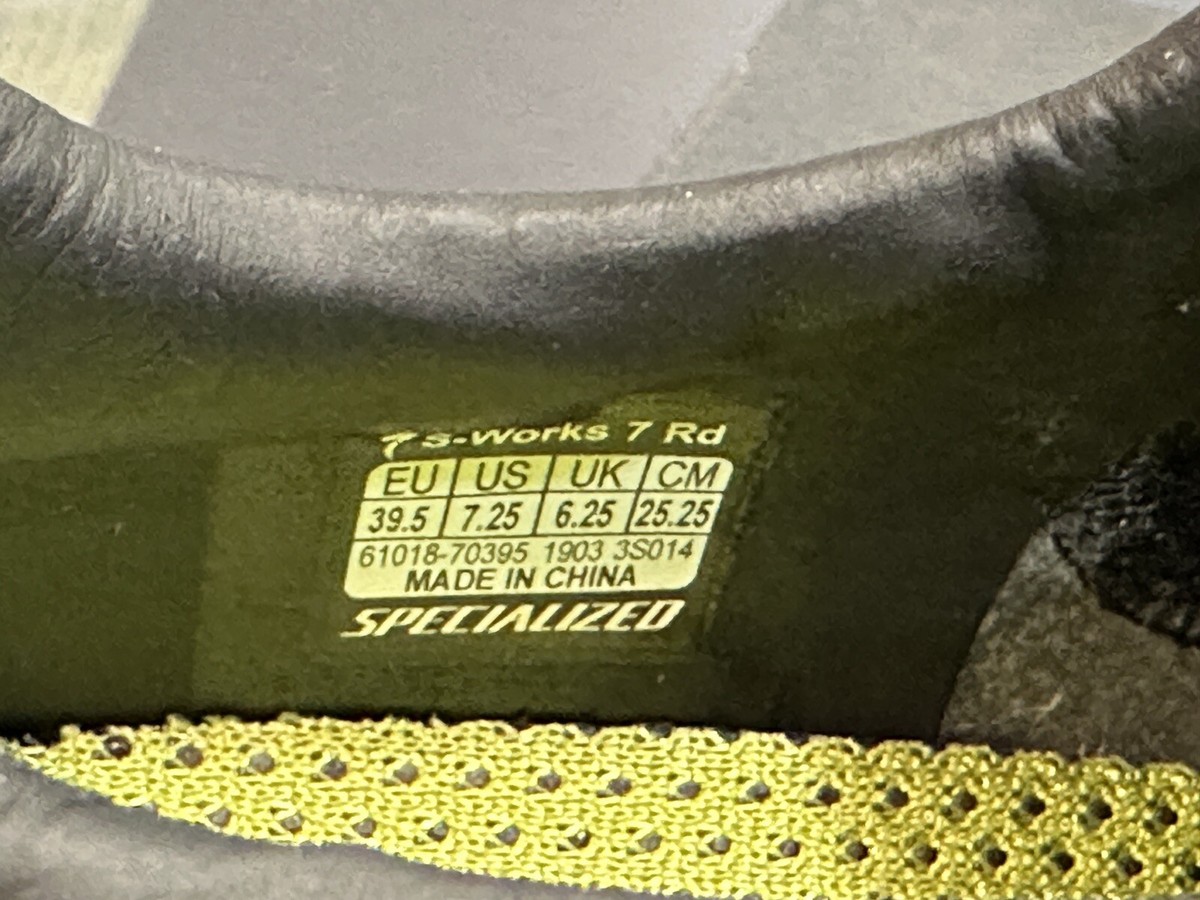 S-Works 7 Rd
EU US UK CM
39.5 7.25 6.25 25.25
61018-70395 1903 3S014
MADE IN CHINA
SPECIALIZED